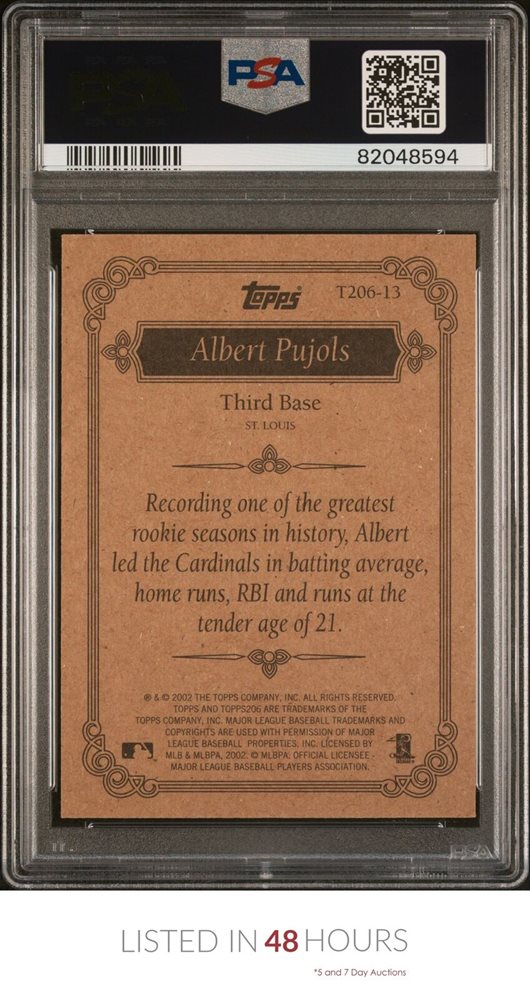 PSA
82048594
TOPPS
T206-13
Albert Pujols
Third Base
ST. LOUIS
Recording one of the greatest
rookie seasons in history, Albert
led the Cardinals in batting average,
home runs, RBI and runs at the
tender age of 21.
® & © 2002 THE TOPPS COMPANY, INC. ALL RIGHTS RESERVED.
TOPPS AND TOPPS206 ARE TRADEMARKS OF THE
TOPPS COMPANY, INC. MAJOR LEAGUE BASEBALL TRADEMARKS AND
COPYRIGHTS ARE USED WITH PERMISSION OF MAJOR
LEAGUE BASEBALL PROPERTIES, INC. LICENSED BY
MLB & MLBPA, 2002. © MLBPA, OFFICIAL LICENSEE -
MAJOR LEAGUE BASEBALL PLAYERS ASSOCIATION.
PSA
LISTED IN 48 HOURS
*5 and 7 Day Auctions